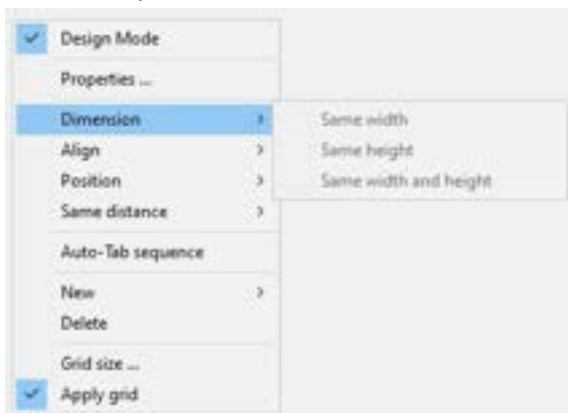 Design Mode
Properties ...
Dimension
Same width
Align
Same height
Position
Same width and height
Same distance
Auto-Tab sequence
New
Delete
Grid size ...
Apply grid